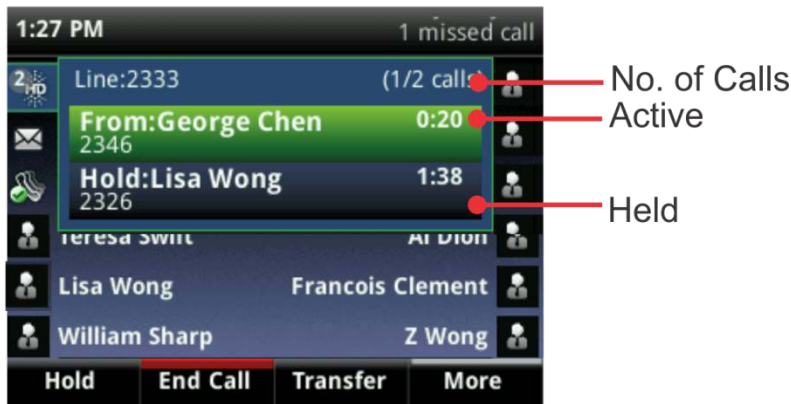 1:27 PM 1 missed call
2 HD
Line:2333 (1/2 calls)
No. of Calls
From:George Chen 0:20
Active
2346
Hold:Lisa Wong 1:38
2326
Held
Teresa Swift Al Dion
Lisa Wong Francois Clement
William Sharp Z Wong
Hold End Call Transfer More